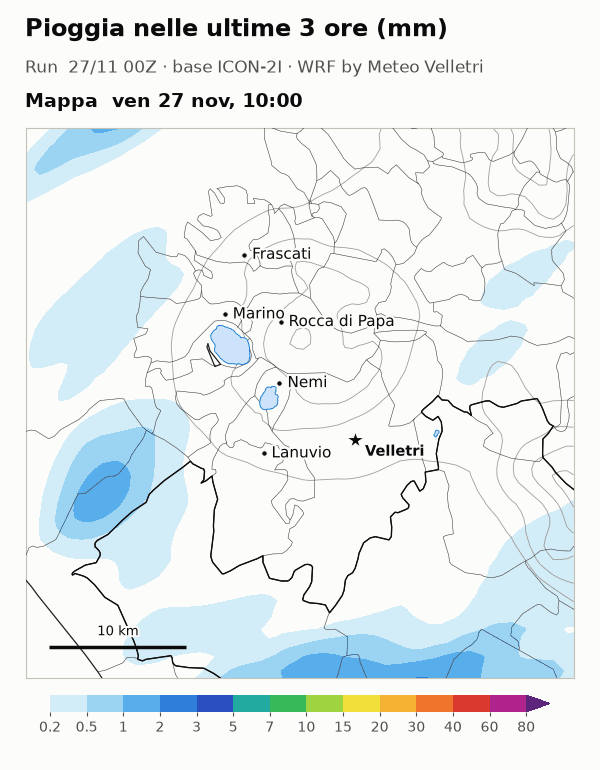 Pioggia nelle ultime 3 ore (mm)
Run 27/11 00Z · base ICON-2I · WRF by Meteo Velletri
Mappa ven 27 nov, 10:00
Frascati
Marino
Rocca di Papa
Nemi
Velletri
Lanuvio
10 km
0.2 0.5 1 2 3 5 7 10 15 20 30 40 60 80